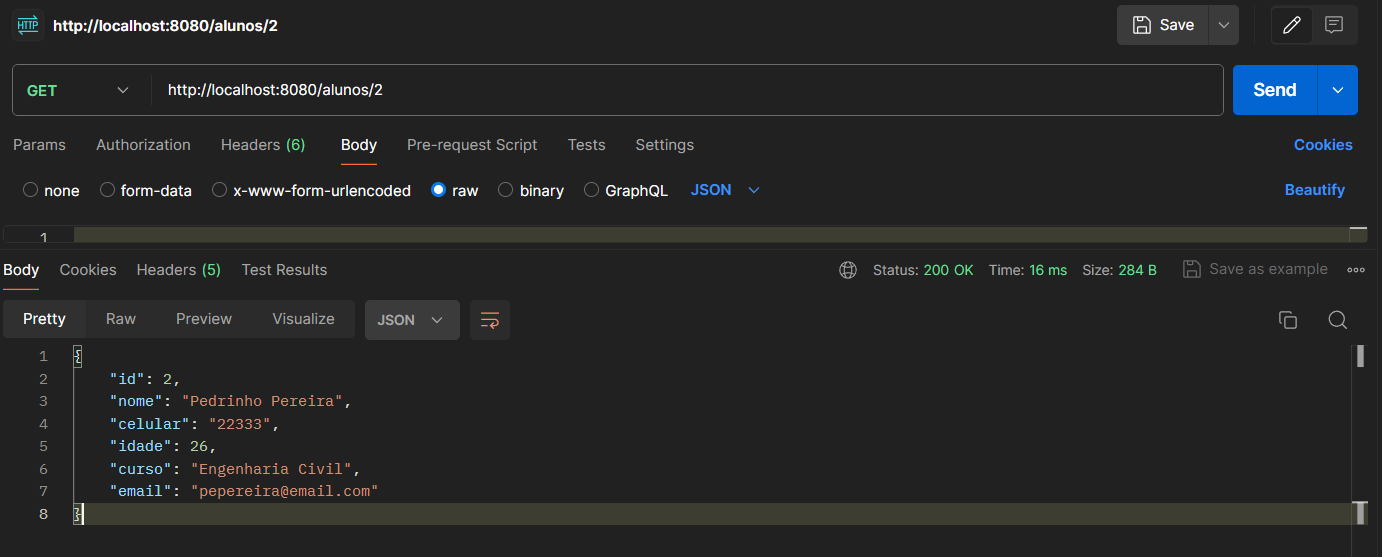 HTTP http://localhost:8080/alunos/2 Save
GET http://localhost:8080/alunos/2 Send
Params Authorization Headers (6) Body Pre-request Script Tests Settings Cookies
none form-data x-www-form-urlencoded raw binary GraphQL JSON Beautify
1
Body Cookies Headers (5) Test Results Status: 200 OK Time: 16 ms Size: 284 B Save as example
Pretty Raw Preview Visualize JSON
1 {
2 "id": 2,
3 "nome": "Pedrinho Pereira",
4 "celular": "22333",
5 "idade": 26,
6 "curso": "Engenharia Civil",
7 "email": "pepereira@email.com"
8 }